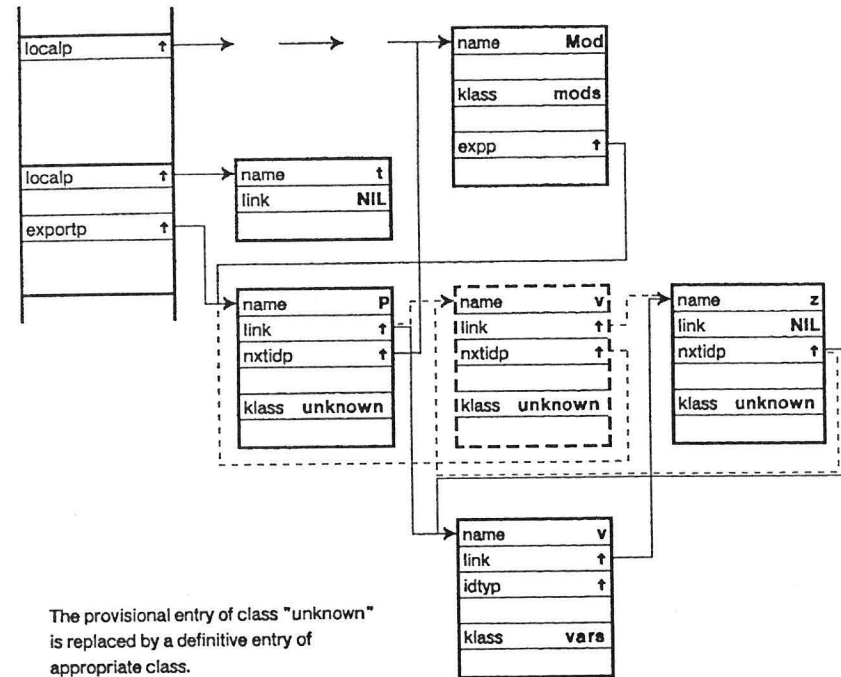 localp ↑
name Mod
klass mods
expp ↑
localp ↑
exportp ↑
name t
link NIL
name P
link ↑
nxtidp ↑
klass unknown
name v
link ↑
nxtidp ↑
klass unknown
name z
link NIL
nxtidp ↑
klass unknown
name v
link ↑
idtyp ↑
klass vars
The provisional entry of class "unknown"
is replaced by a definitive entry of
appropriate class.